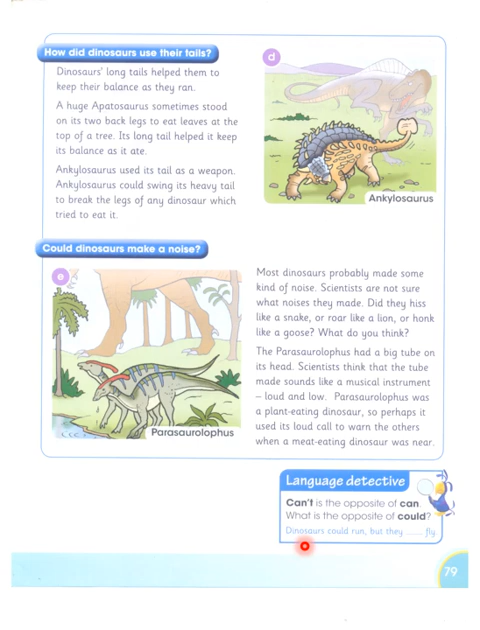 How did dinosaurs use their tails?
Dinosaurs' long tails helped them to
keep their balance as they ran.
A huge Apatosaurus sometimes stood
on its two back legs to eat leaves at the
top of a tree. Its long tail helped it keep
its balance as it ate.
Ankylosaurus used its tail as a weapon.
Ankylosaurus could swing its heavy tail
to break the legs of any dinosaur which
tried to eat it.
d
Ankylosaurus
Could dinosaurs make a noise?
e
Parasaurolophus
Most dinosaurs probably made some
kind of noise. Scientists are not sure
what noises they made. Did they hiss
like a snake, or roar like a lion, or honk
like a goose? What do you think?
The Parasaurolophus had a big tube on
its head. Scientists think that the tube
made sounds like a musical instrument
– loud and low. Parasaurolophus was
a plant-eating dinosaur, so perhaps it
used its loud call to warn the others
when a meat-eating dinosaur was near.
Language detective
Can't is the opposite of can.
What is the opposite of could?
Dinosaurs could run, but they ...... fly.
79